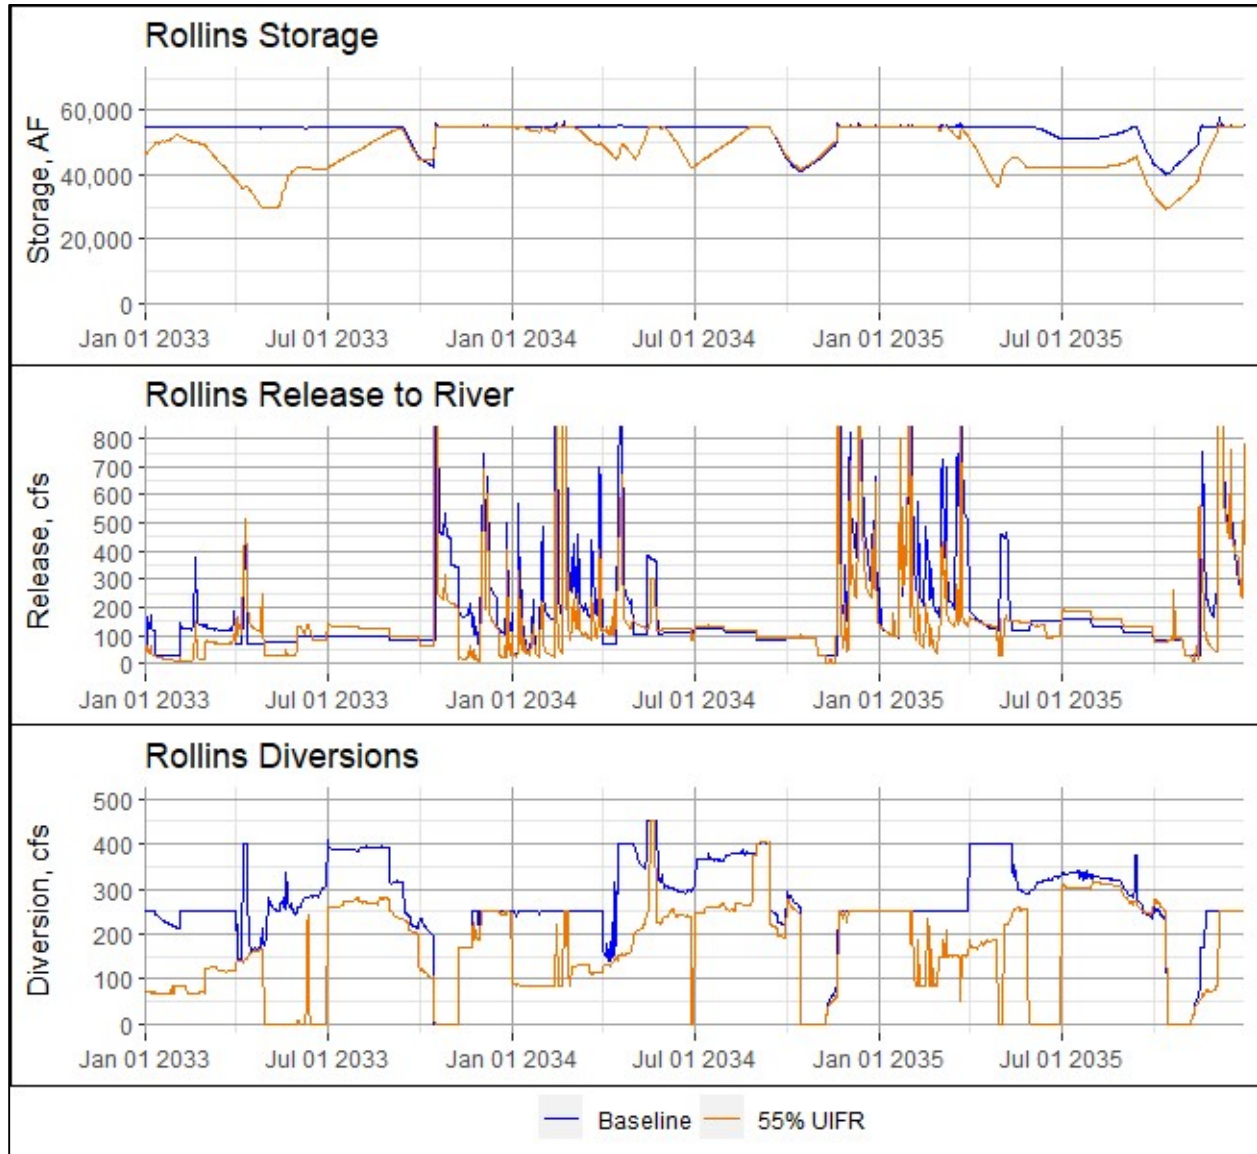 Rollins Storage
Storage, AF
60,000
40,000
20,000
0
Jan 01 2033 Jul 01 2033 Jan 01 2034 Jul 01 2034 Jan 01 2035 Jul 01 2035
Rollins Release to River
Release, cfs
800
700
600
500
400
300
200
100
0
Jan 01 2033 Jul 01 2033 Jan 01 2034 Jul 01 2034 Jan 01 2035 Jul 01 2035
Rollins Diversions
Diversion, cfs
500
400
300
200
100
0
Jan 01 2033 Jul 01 2033 Jan 01 2034 Jul 01 2034 Jan 01 2035 Jul 01 2035
Baseline 55% UIFR